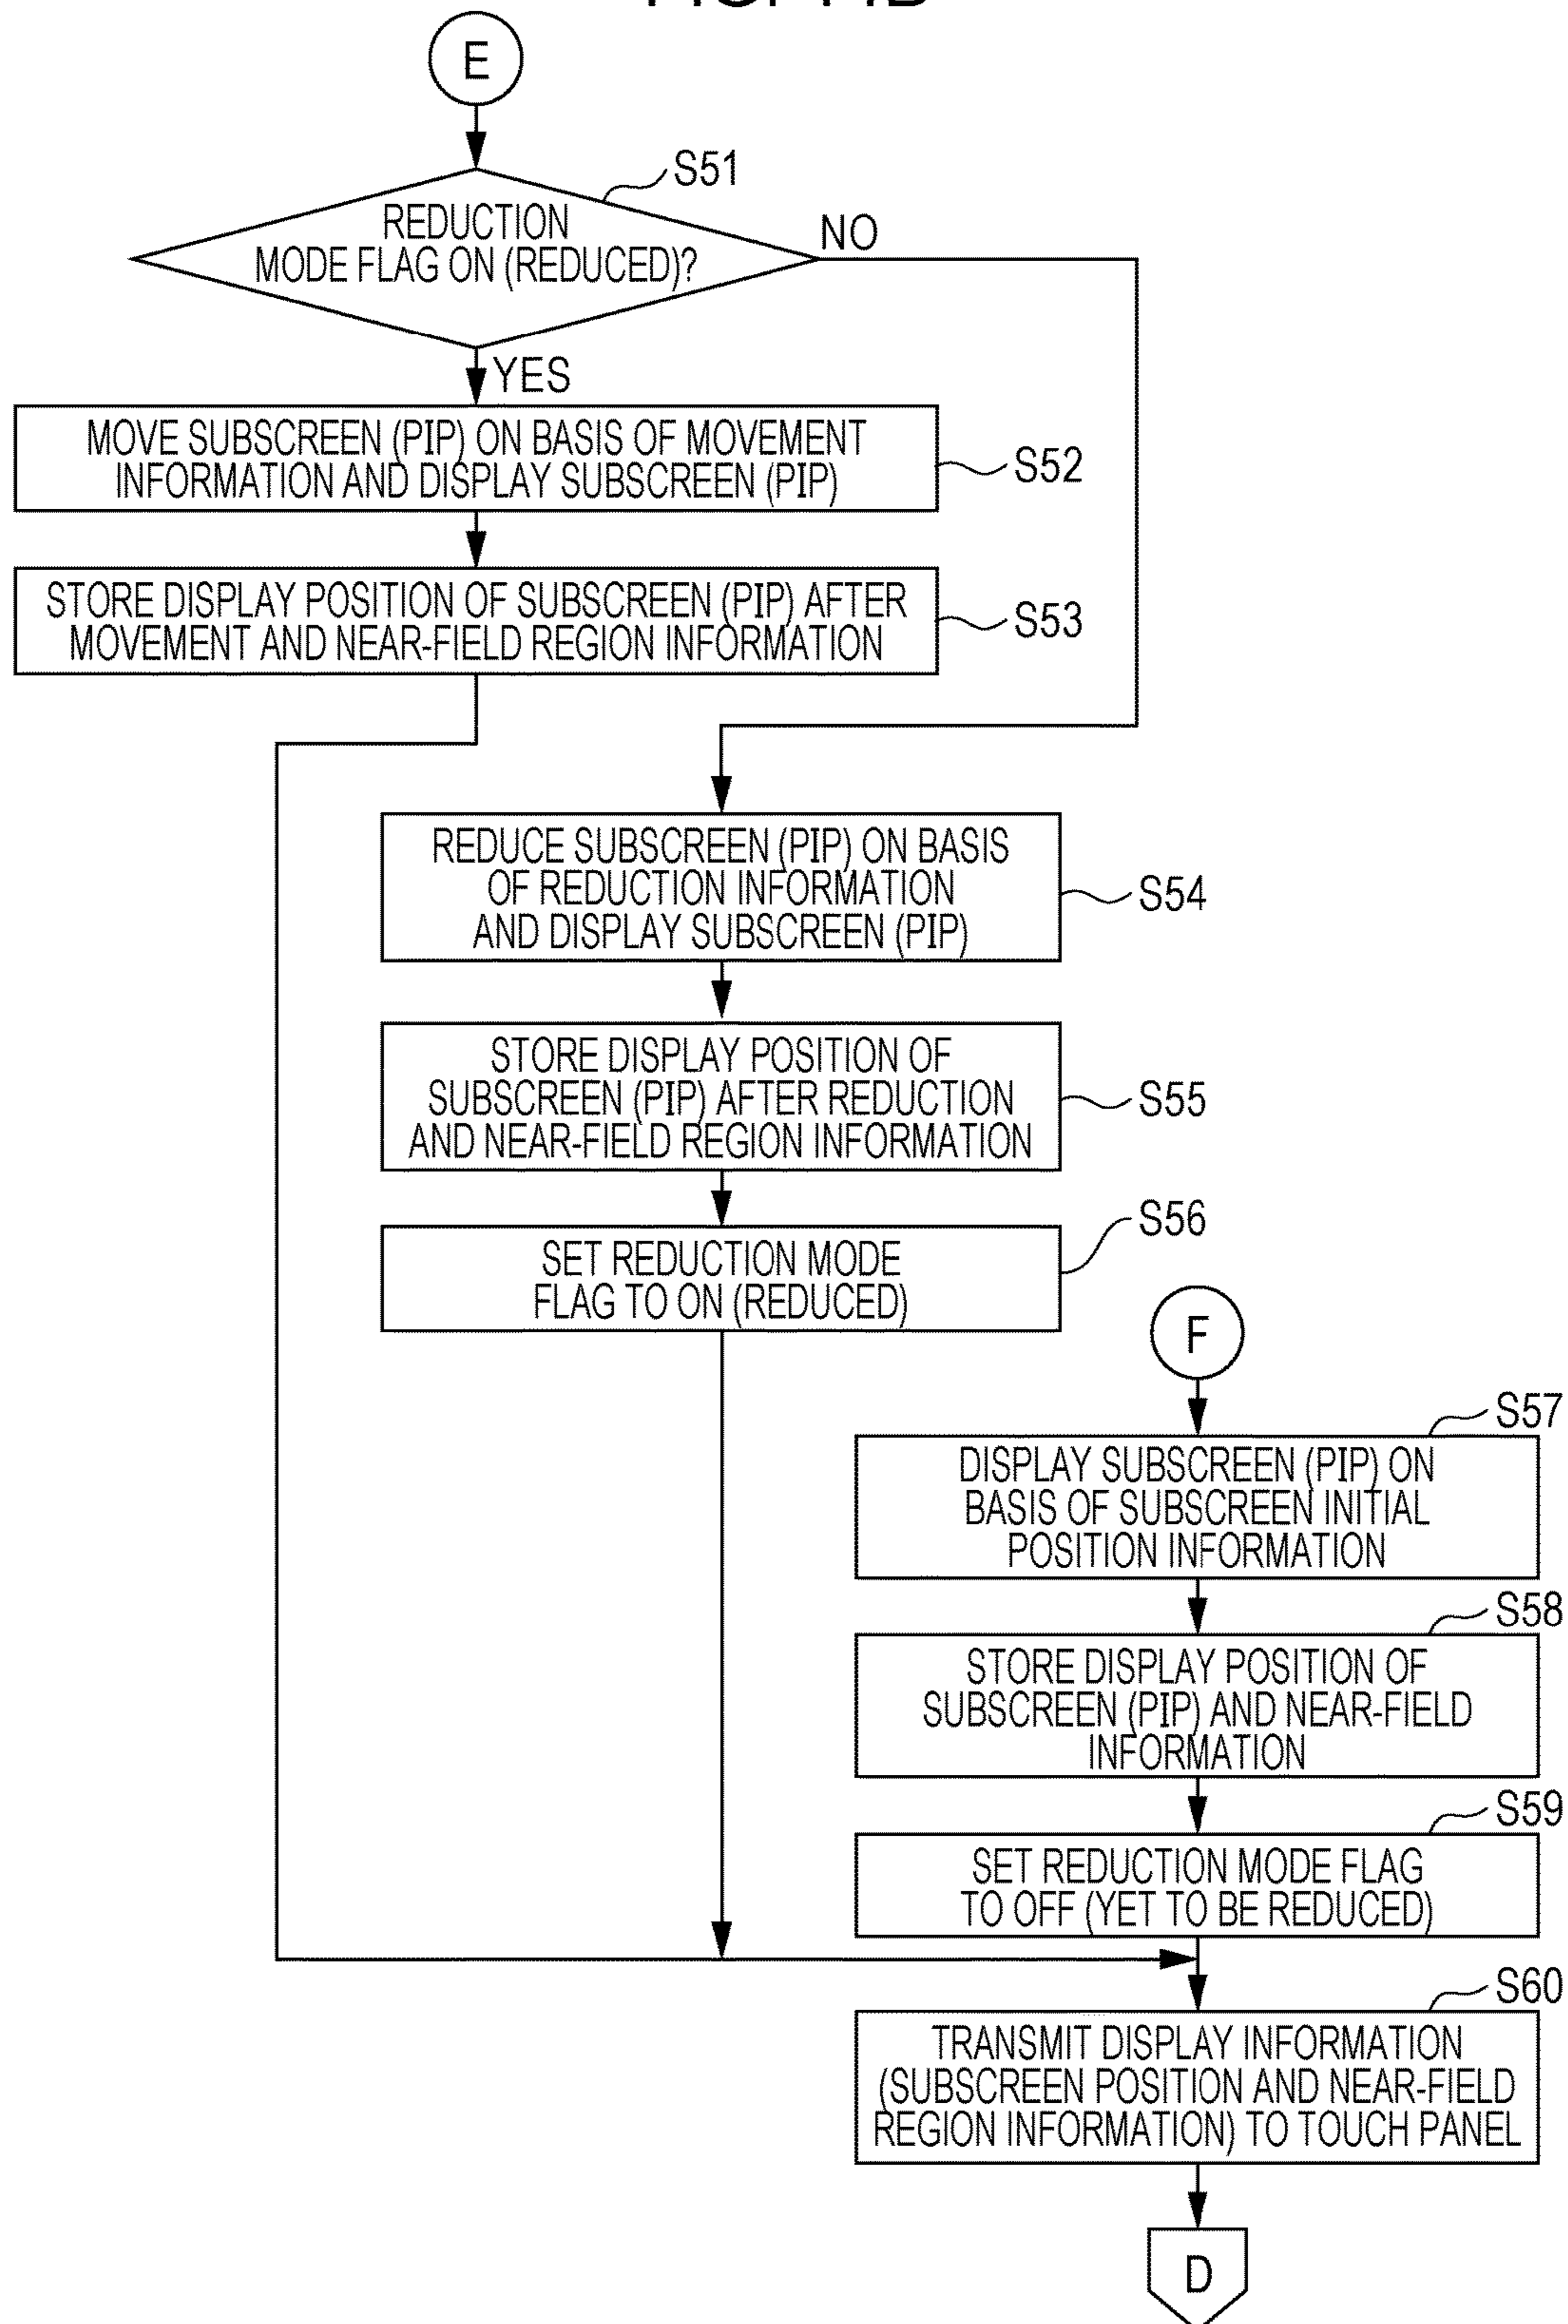 E
S51
REDUCTION
MODE FLAG ON (REDUCED)?
NO
YES
MOVE SUBSCREEN (PIP) ON BASIS OF MOVEMENT
INFORMATION AND DISPLAY SUBSCREEN (PIP)
S52
STORE DISPLAY POSITION OF SUBSCREEN (PIP) AFTER
MOVEMENT AND NEAR-FIELD REGION INFORMATION
S53
REDUCE SUBSCREEN (PIP) ON BASIS
OF REDUCTION INFORMATION
AND DISPLAY SUBSCREEN (PIP)
S54
STORE DISPLAY POSITION OF
SUBSCREEN (PIP) AFTER REDUCTION
AND NEAR-FIELD REGION INFORMATION
S55
SET REDUCTION MODE
FLAG TO ON (REDUCED)
S56
F
S57
DISPLAY SUBSCREEN (PIP) ON
BASIS OF SUBSCREEN INITIAL
POSITION INFORMATION
S58
STORE DISPLAY POSITION OF
SUBSCREEN (PIP) AND NEAR-FIELD
INFORMATION
S59
SET REDUCTION MODE FLAG
TO OFF (YET TO BE REDUCED)
S60
TRANSMIT DISPLAY INFORMATION
(SUBSCREEN POSITION AND NEAR-FIELD
REGION INFORMATION) TO TOUCH PANEL
D